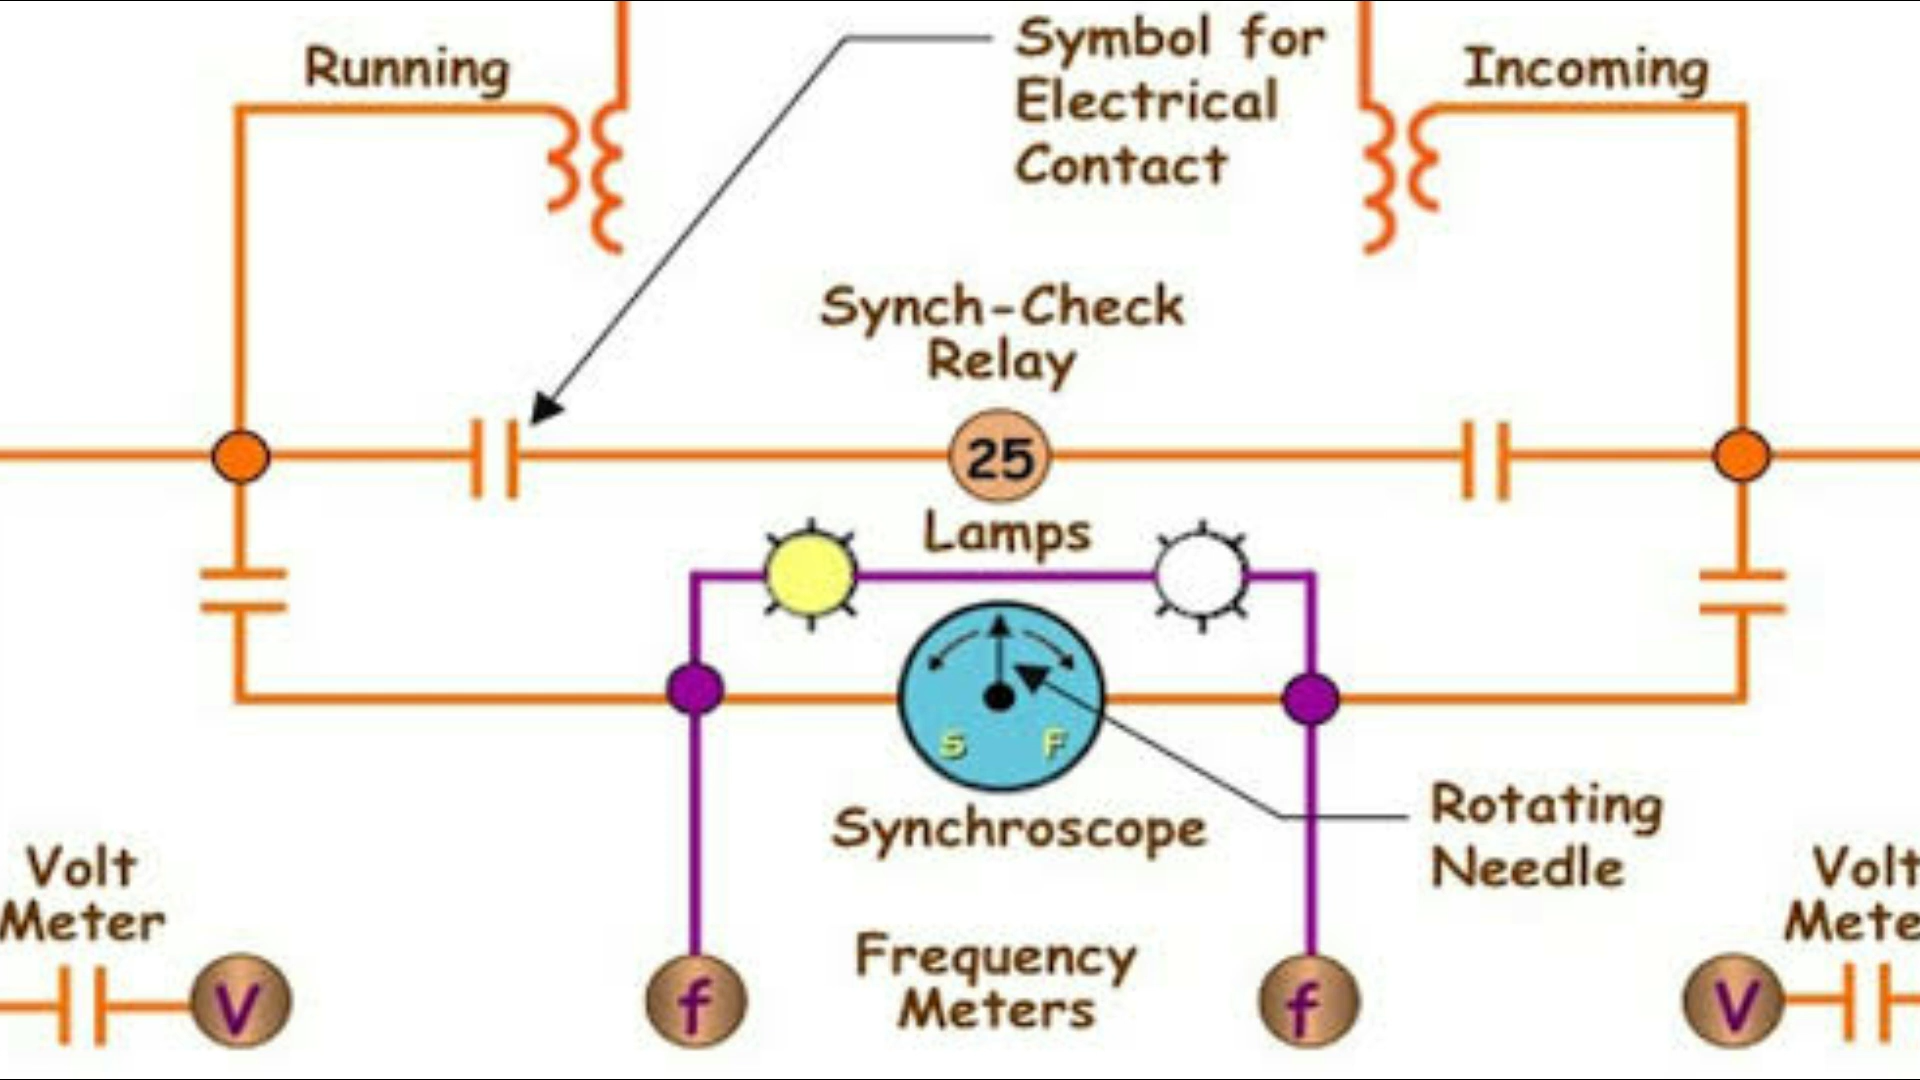 Running
Symbol for
Electrical
Contact
Incoming
Synch-Check
Relay
25
Lamps
S F
Synchroscope
Rotating
Needle
Volt
Meter
V
f
Frequency
Meters
f
Volt
Mete
V